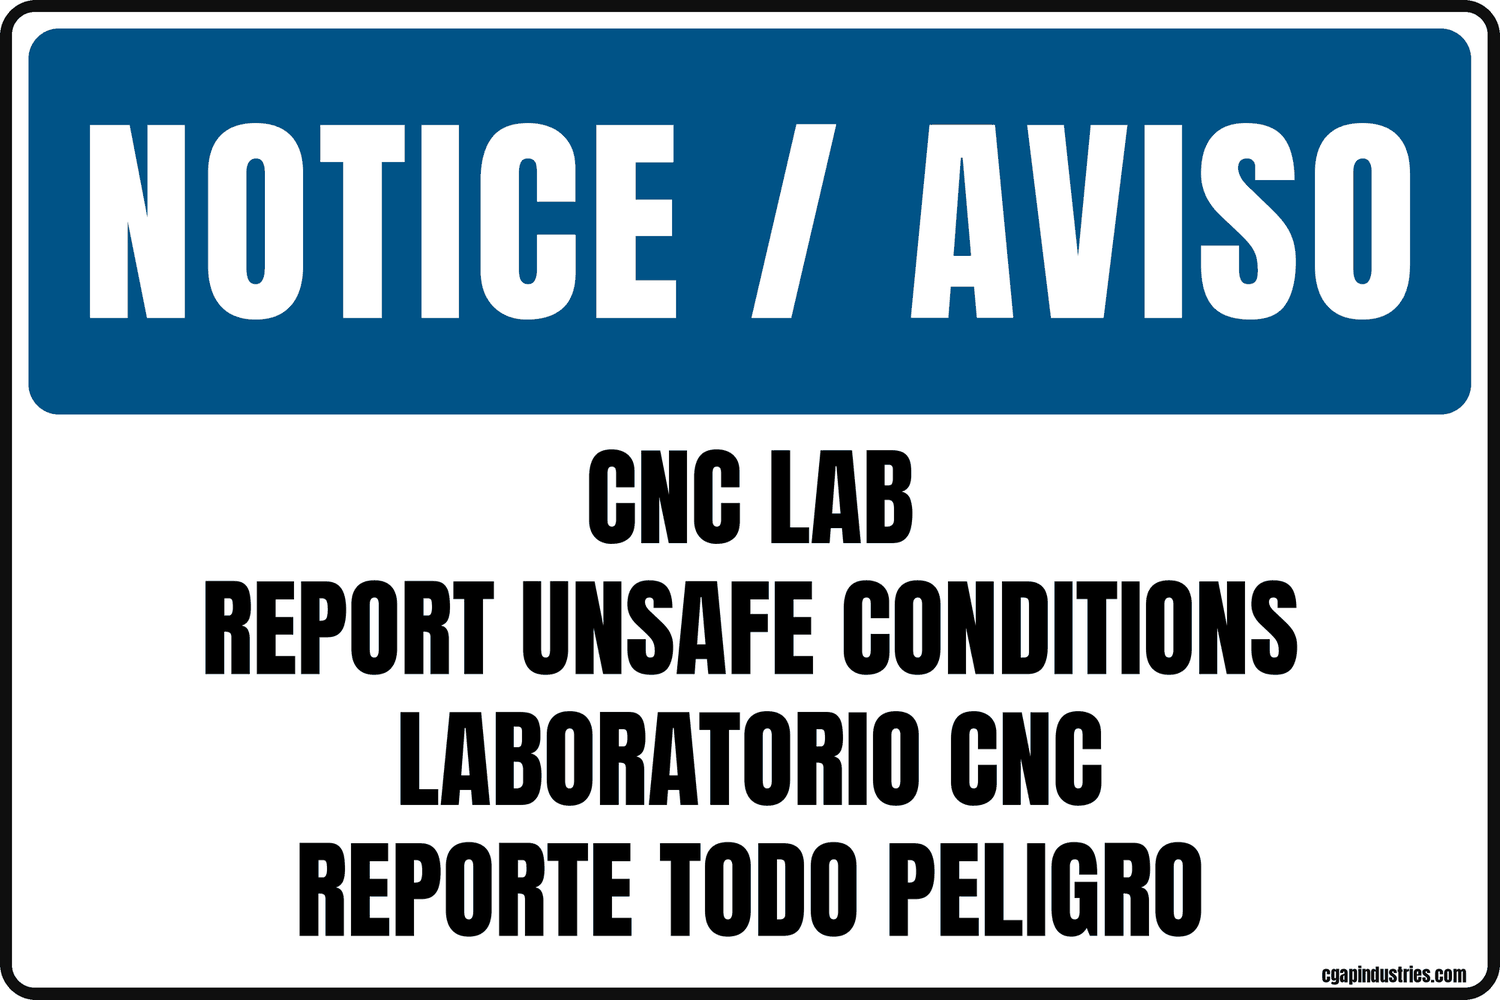 NOTICE / AVISO
CNC LAB
REPORT UNSAFE CONDITIONS
LABORATORIO CNC
REPORTE TODO PELIGRO
cgapindustries.com